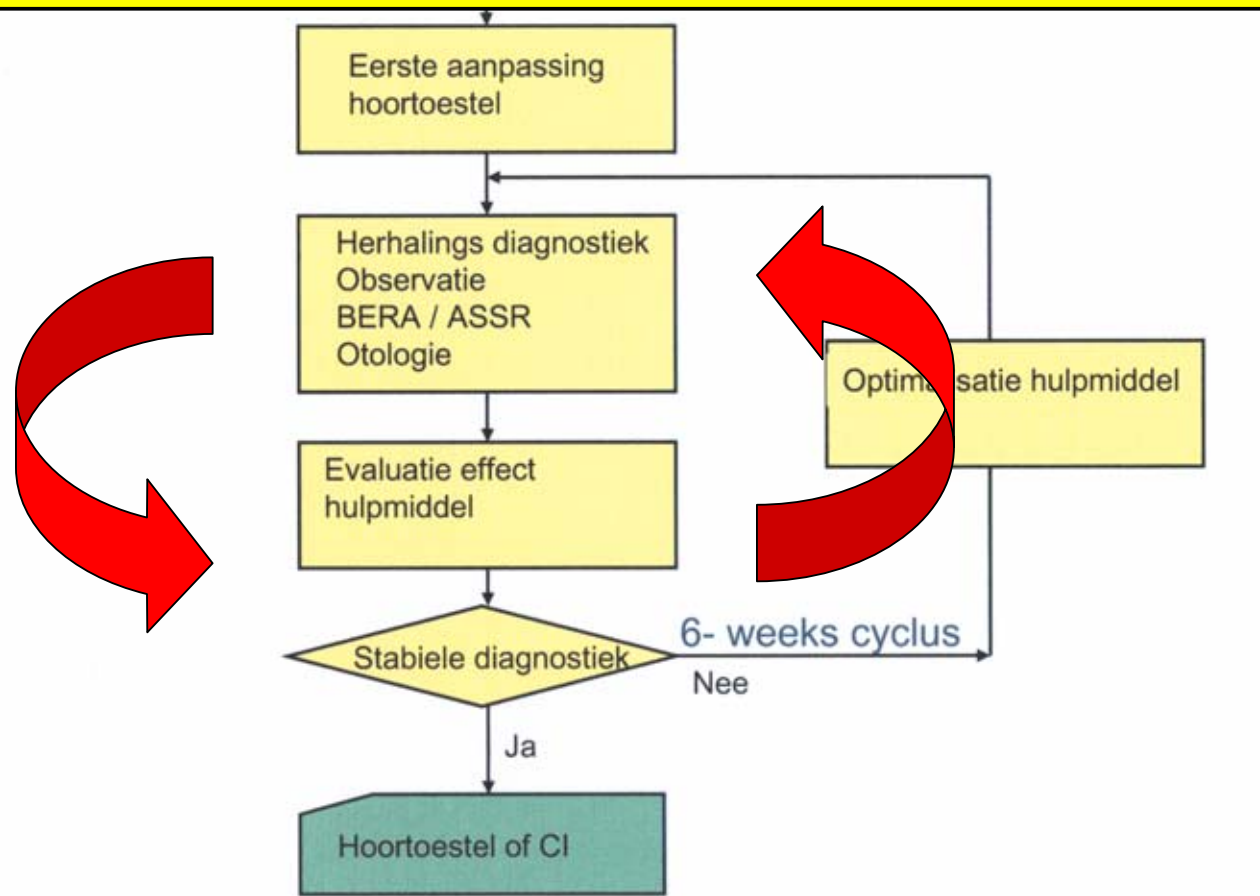 Eerste aanpassing
hoortoestel
Herhalings diagnostiek
Observatie
BERA / ASSR
Otologie
Optimalisatie hulpmiddel
Evaluatie effect
hulpmiddel
Stabiele diagnostiek
6- weeks cyclus
Nee
Ja
Hoortoestel of CI